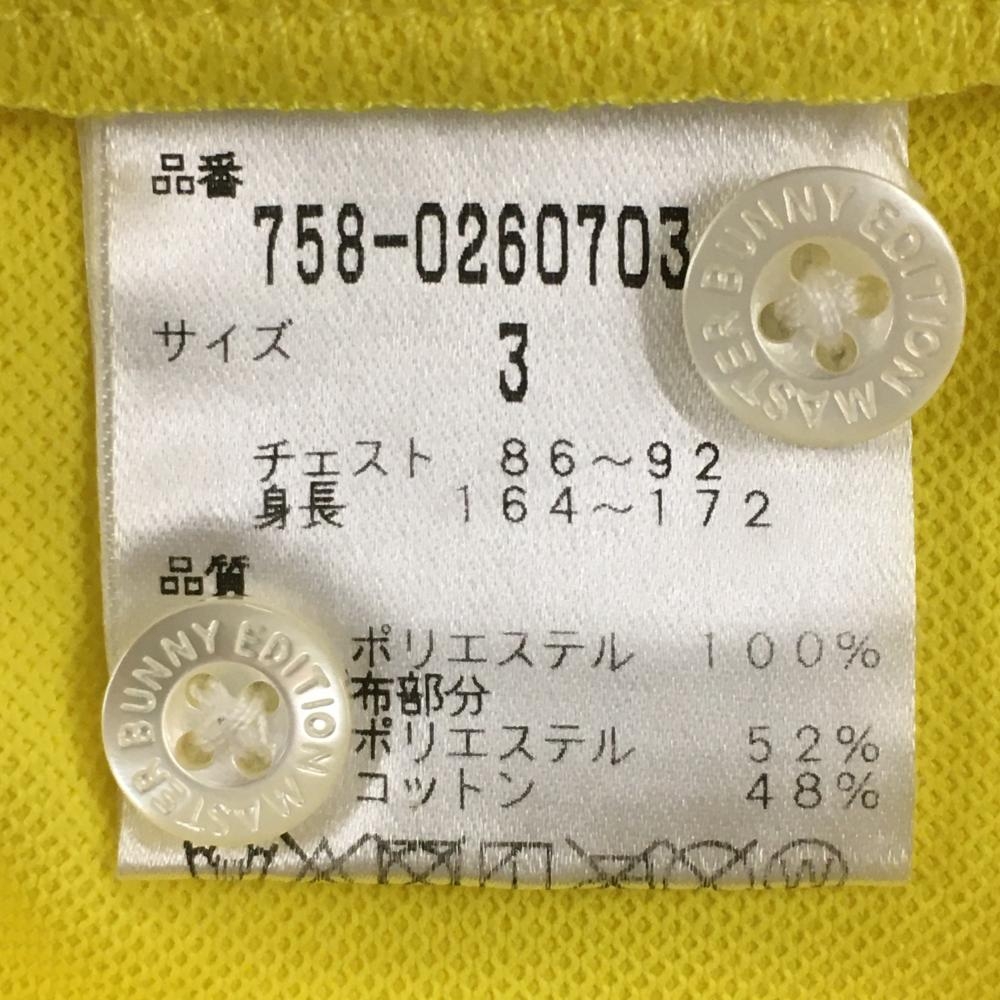 品番
758-0260703
サイズ 3
チェスト 86～92
身長 164～172
品質
ポリエステル 100%
布部分
ポリエステル 52%
コットン 48%
MASTER BUNNY EDITION
MASTER BUNNY EDITION